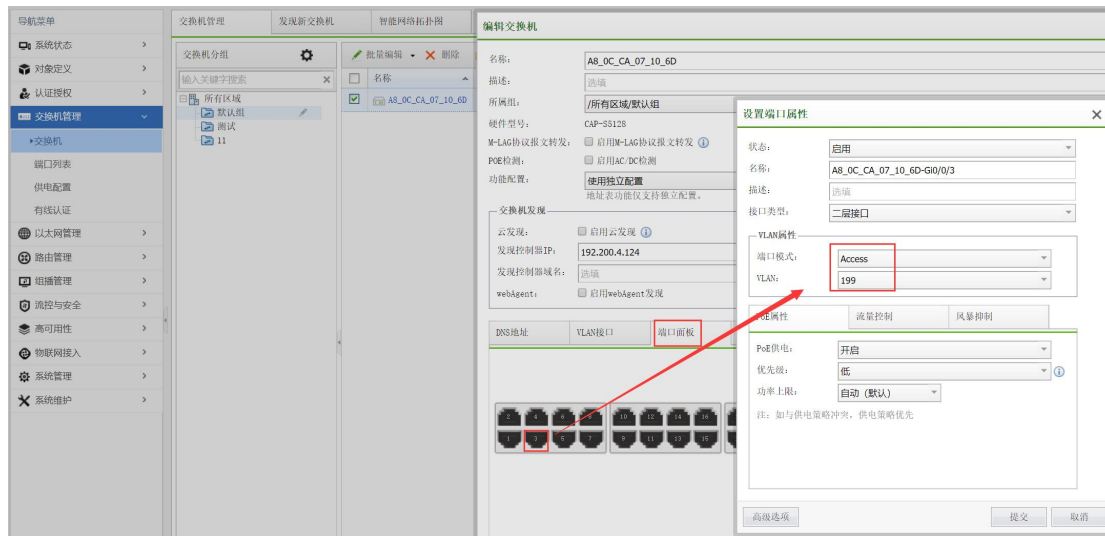 导航菜单
系统状态
对象定义
认证授权
交换机管理
交换机
端口列表
供电配置
有线认证
以太网管理
路由管理
组播管理
流控与安全
高可用性
物联网接入
系统管理
系统维护
交换机管理
发现新交换机
智能网络拓扑图
交换机分组
输入关键字搜索
所有区域
默认组
测试
11
批量编辑
删除
名称
A8_0C_CA_07_10_6D
编辑交换机
名称:
A8_0C_CA_07_10_6D
描述:
选填
所属组:
/所有区域/默认组
硬件型号:
CAP-S5128
M-LAG协议报文转发:
启用M-LAG协议报文转发
POE检测:
启用AC/DC检测
功能配置:
使用独立配置
地址表功能仅支持独立配置。
交换机发现
云发现:
启用云发现
发现控制器IP:
192.200.4.124
发现控制器域名:
选填
webAgent:
启用webAgent发现
DNS地址
VLAN接口
端口面板
2 4 6 8 10 12 14 16
1 3 5 7 9 11 13 15
设置端口属性
状态:
启用
名称:
A8_0C_CA_07_10_6D-Gi0/0/3
描述:
选填
接口类型:
二层接口
VLAN属性
端口模式:
Access
VLAN:
199
PoE属性
流量控制
风暴抑制
PoE供电:
开启
优先级:
低
功率上限:
自动（默认）
注: 如与供电策略冲突，供电策略优先
高级选项
提交
取消